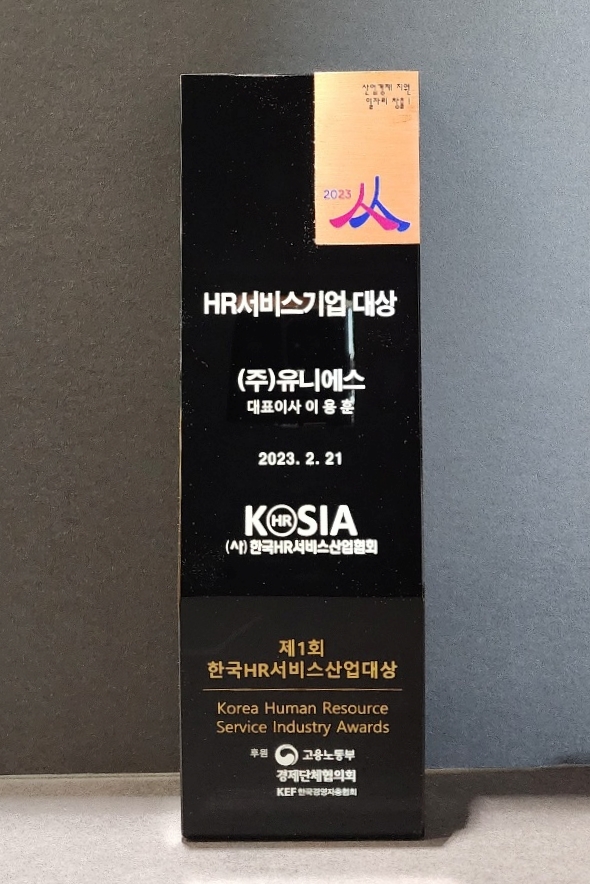 산업경제 지원
일자리 창출!
2023
HR서비스기업 대상
(주)유니에스
대표이사 이 용 훈
2023. 2. 21
KHRSIA
(사)한국HR서비스산업협회
제1회
한국HR서비스산업대상
Korea Human Resource
Service Industry Awards
후원 고용노동부
경제단체협의회
KEF 한국경영자총협회